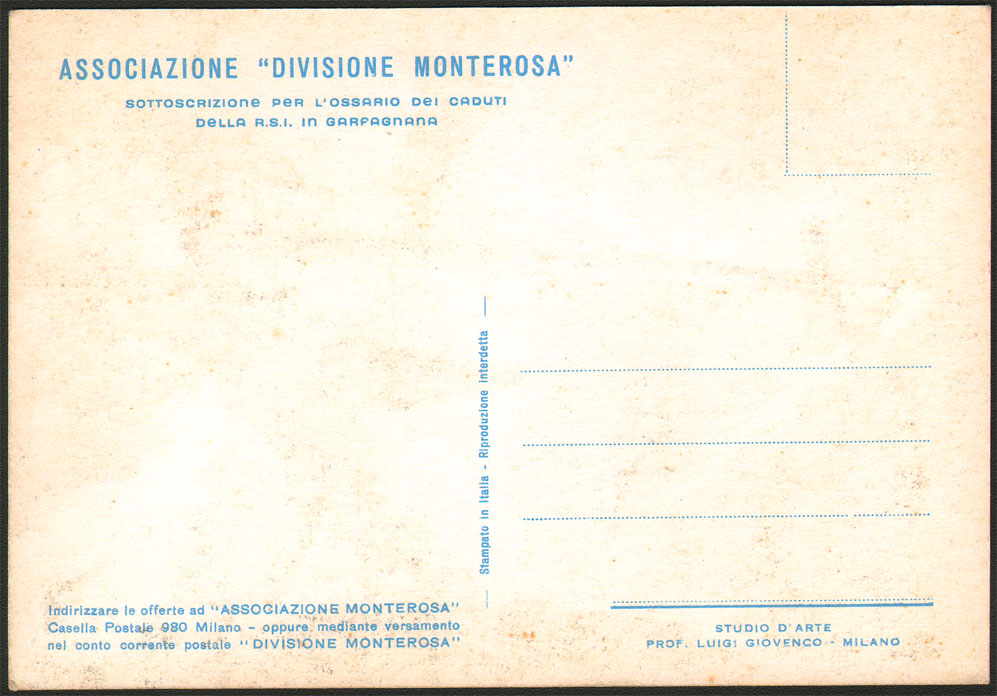 ASSOCIAZIONE "DIVISIONE MONTEROSA"
SOTTOSCRIZIONE PER L'OSSARIO DEI CADUTI
DELLA R.S.I. IN GARFAGNANA
Stampato in Italia - Riproduzione interdetta
Indirizzare le offerte ad "ASSOCIAZIONE MONTEROSA"
Casella Postale 980 Milano - oppure mediante versamento
nel conto corrente postale "DIVISIONE MONTEROSA"
STUDIO D'ARTE
PROF. LUIGI GIOVENCO - MILANO